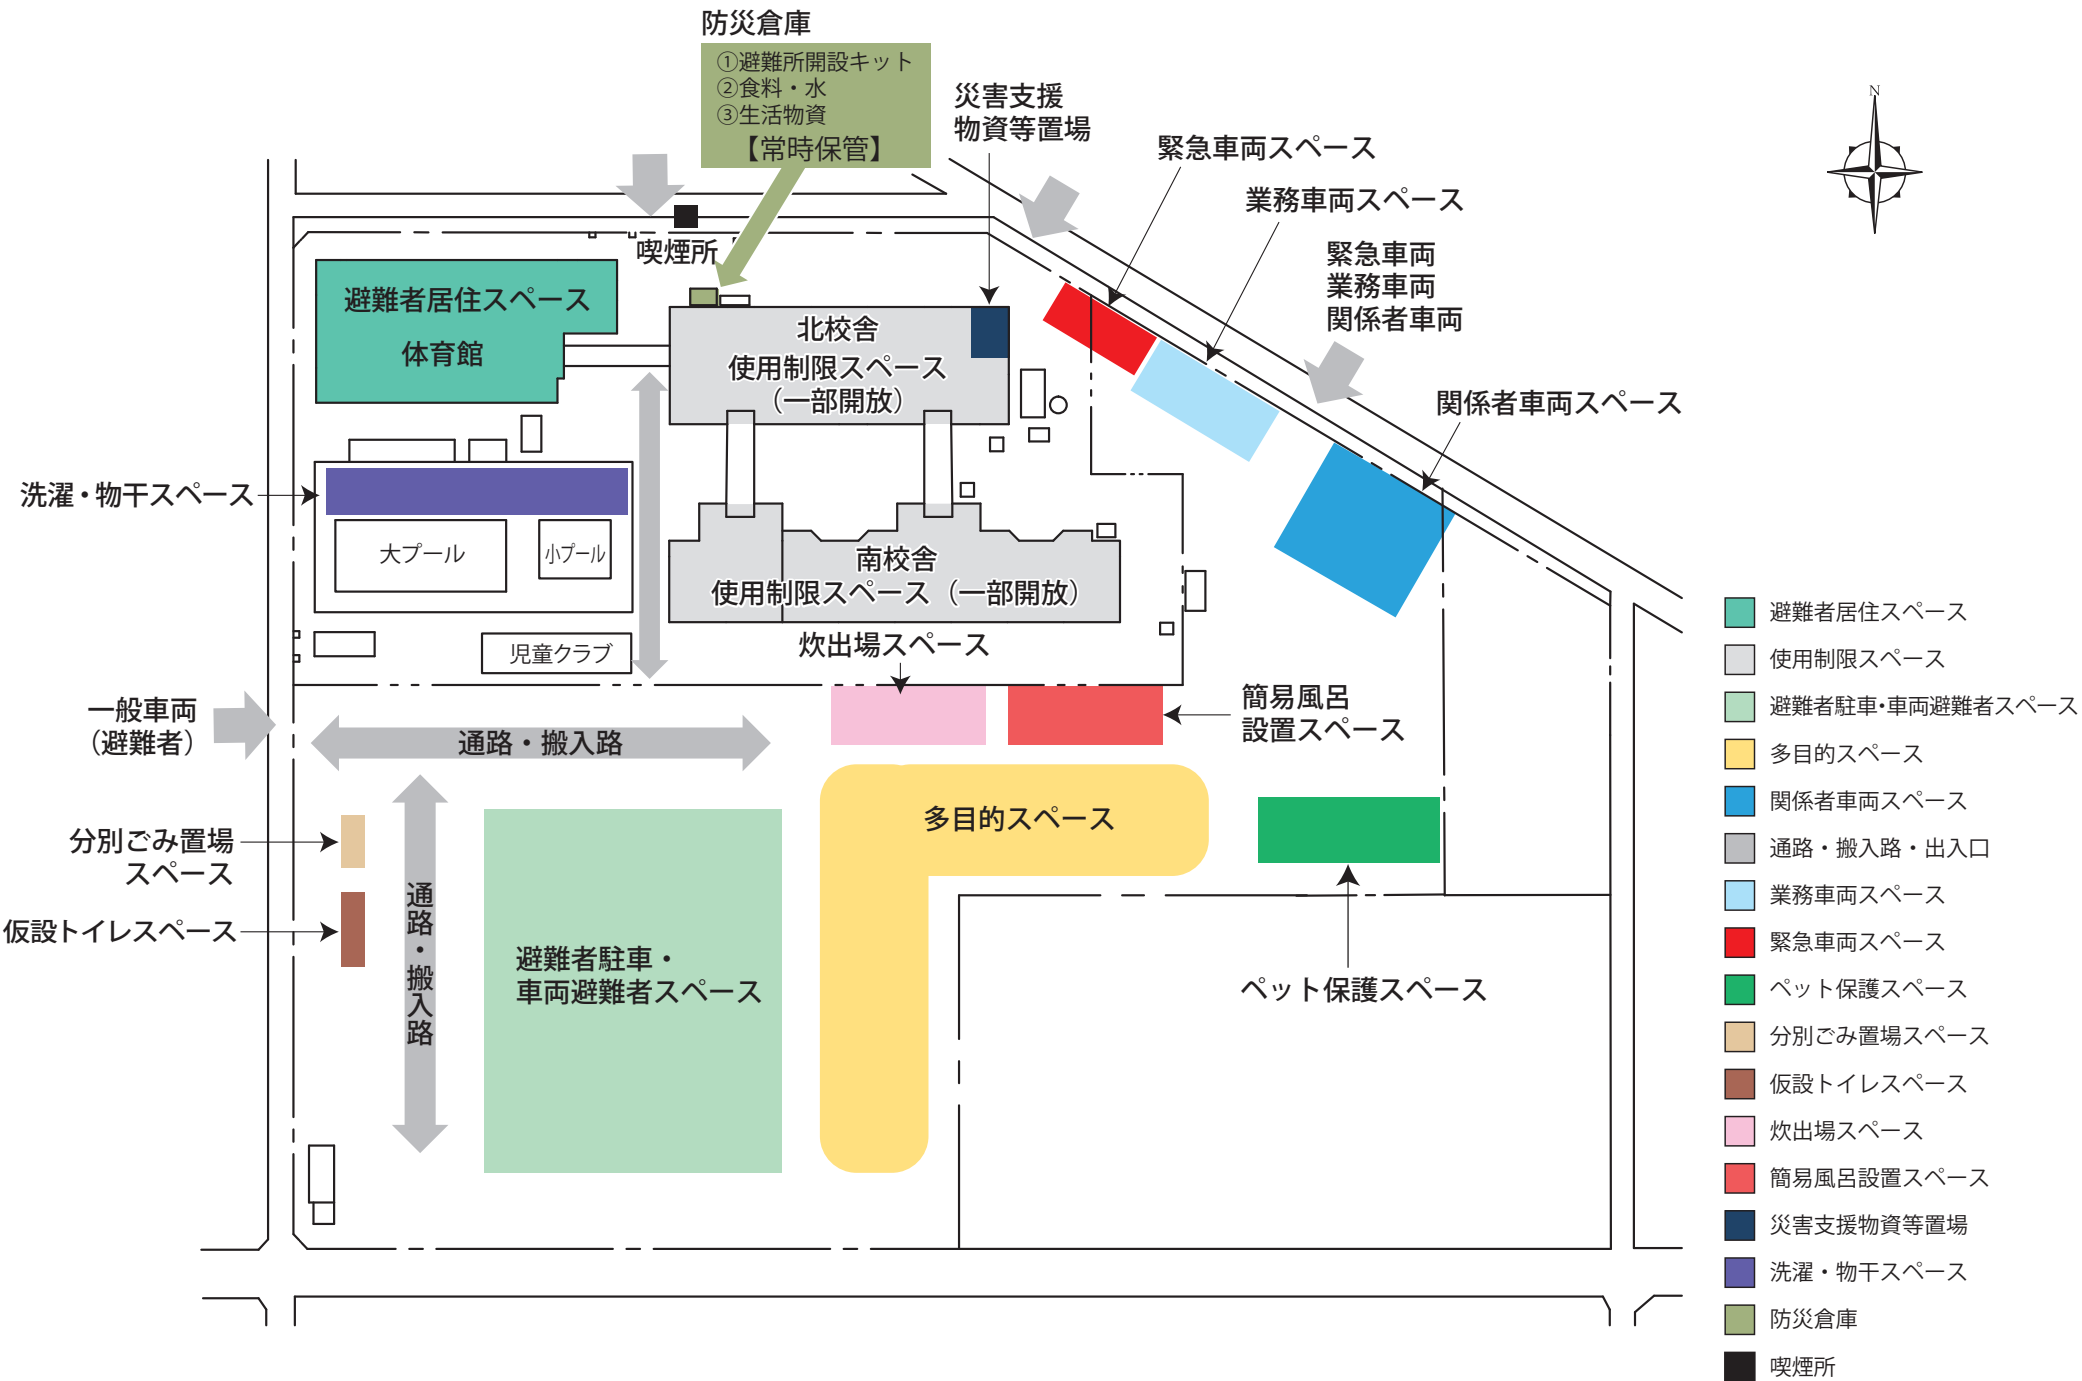 防災倉庫
①避難所開設キット
②食料・水
③生活物資
【常時保管】
災害支援
物資等置場
緊急車両スペース
業務車両スペース
緊急車両
業務車両
関係者車両
関係者車両スペース
N
喫煙所
避難者居住スペース
体育館
北校舎
使用制限スペース
（一部開放）
洗濯・物干スペース
大プール
小プール
南校舎
使用制限スペース（一部開放）
児童クラブ
炊出場スペース
簡易風呂
設置スペース
一般車両
（避難者）
通路・搬入路
多目的スペース
分別ごみ置場
スペース
仮設トイレスペース
通路・搬入路
避難者駐車・
車両避難者スペース
ペット保護スペース
避難者居住スペース
使用制限スペース
避難者駐車・車両避難者スペース
多目的スペース
関係者車両スペース
通路・搬入路・出入口
業務車両スペース
緊急車両スペース
ペット保護スペース
分別ごみ置場スペース
仮設トイレスペース
炊出場スペース
簡易風呂設置スペース
災害支援物資等置場
洗濯・物干スペース
防災倉庫
喫煙所